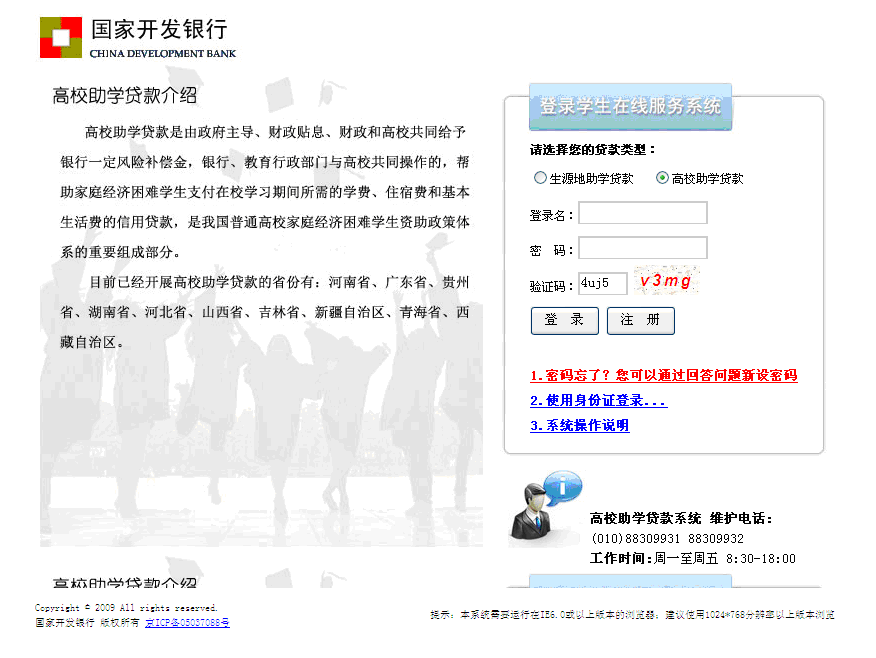 国家开发银行
CHINA DEVELOPMENT BANK
高校助学贷款介绍
高校助学贷款是由政府主导、财政贴息、财政和高校共同给予
银行一定风险补偿金，银行、教育行政部门与高校共同操作的，帮
助家庭经济困难学生支付在校学习期间所需的学费、住宿费和基本
生活费的信用贷款，是我国普通高校家庭经济困难学生资助政策体
系的重要组成部分。
目前已经开展高校助学贷款的省份有：河南省、广东省、贵州
省、湖南省、河北省、山西省、吉林省、新疆自治区、青海省、西
藏自治区。
登录学生在线服务系统
请选择您的贷款类型：
生源地助学贷款 高校助学贷款
登录名：
密 码：
验证码： 4uj5 v3mg
登 录 注 册
1.密码忘了？您可以通过回答问题新设密码
2.使用身份证登录...
3.系统操作说明
高校助学贷款系统 维护电话：
(010)88309931 88309932
工作时间:周一至周五 8:30-18:00
高校助学贷款介绍
Copyright © 2009 All rights reserved.
国家开发银行 版权所有 京ICP备05037088号
提示：本系统需要运行在IE6.0或以上版本的浏览器；建议使用1024*768分辨率以上版本浏览